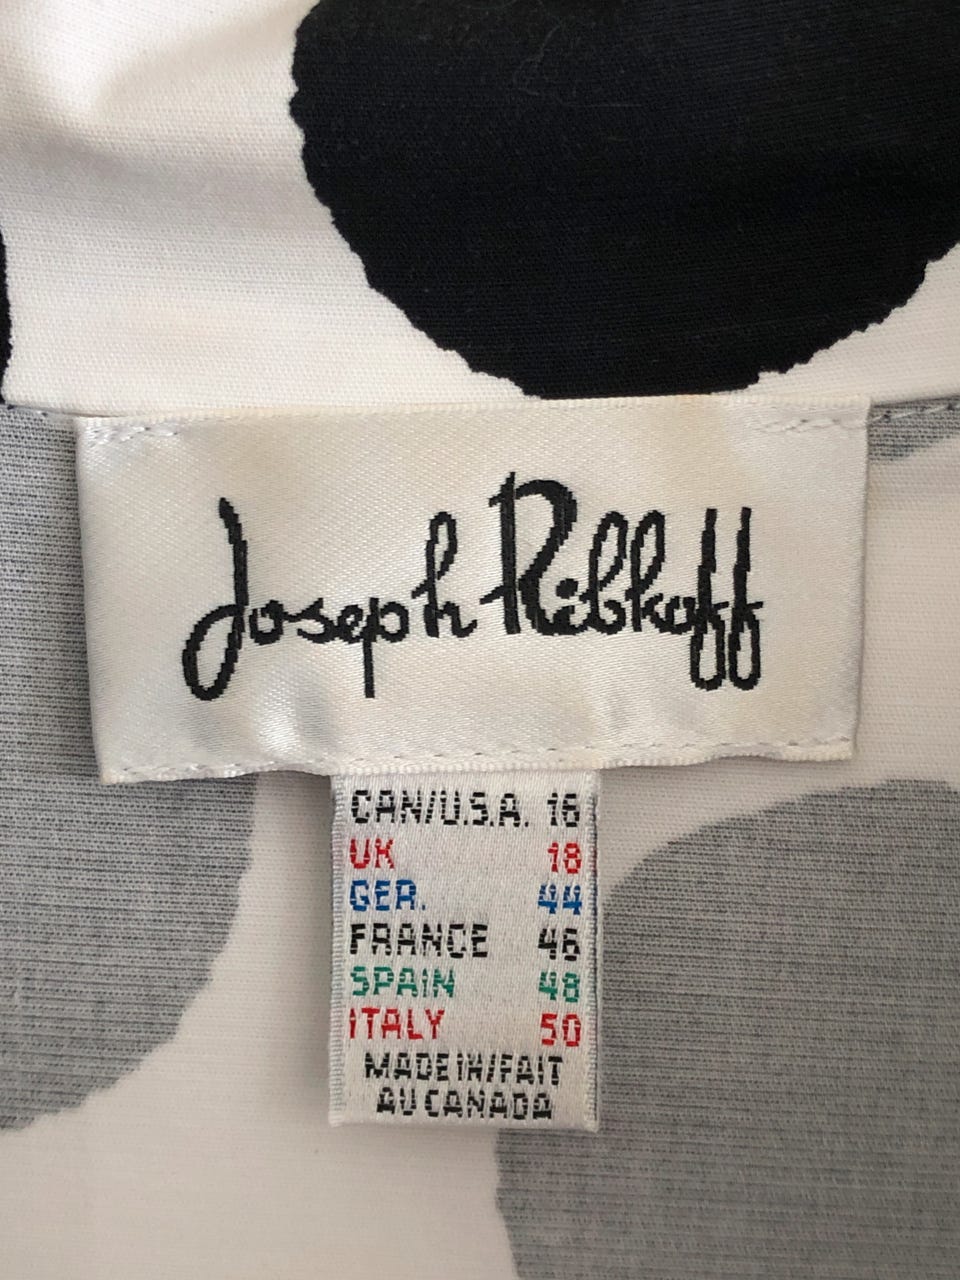 Joseph Ribkoff
CAN/U.S.A. 16
UK 18
GER. 44
FRANCE 46
SPAIN 48
ITALY 50
MADE IN/FAIT
AU CANADA